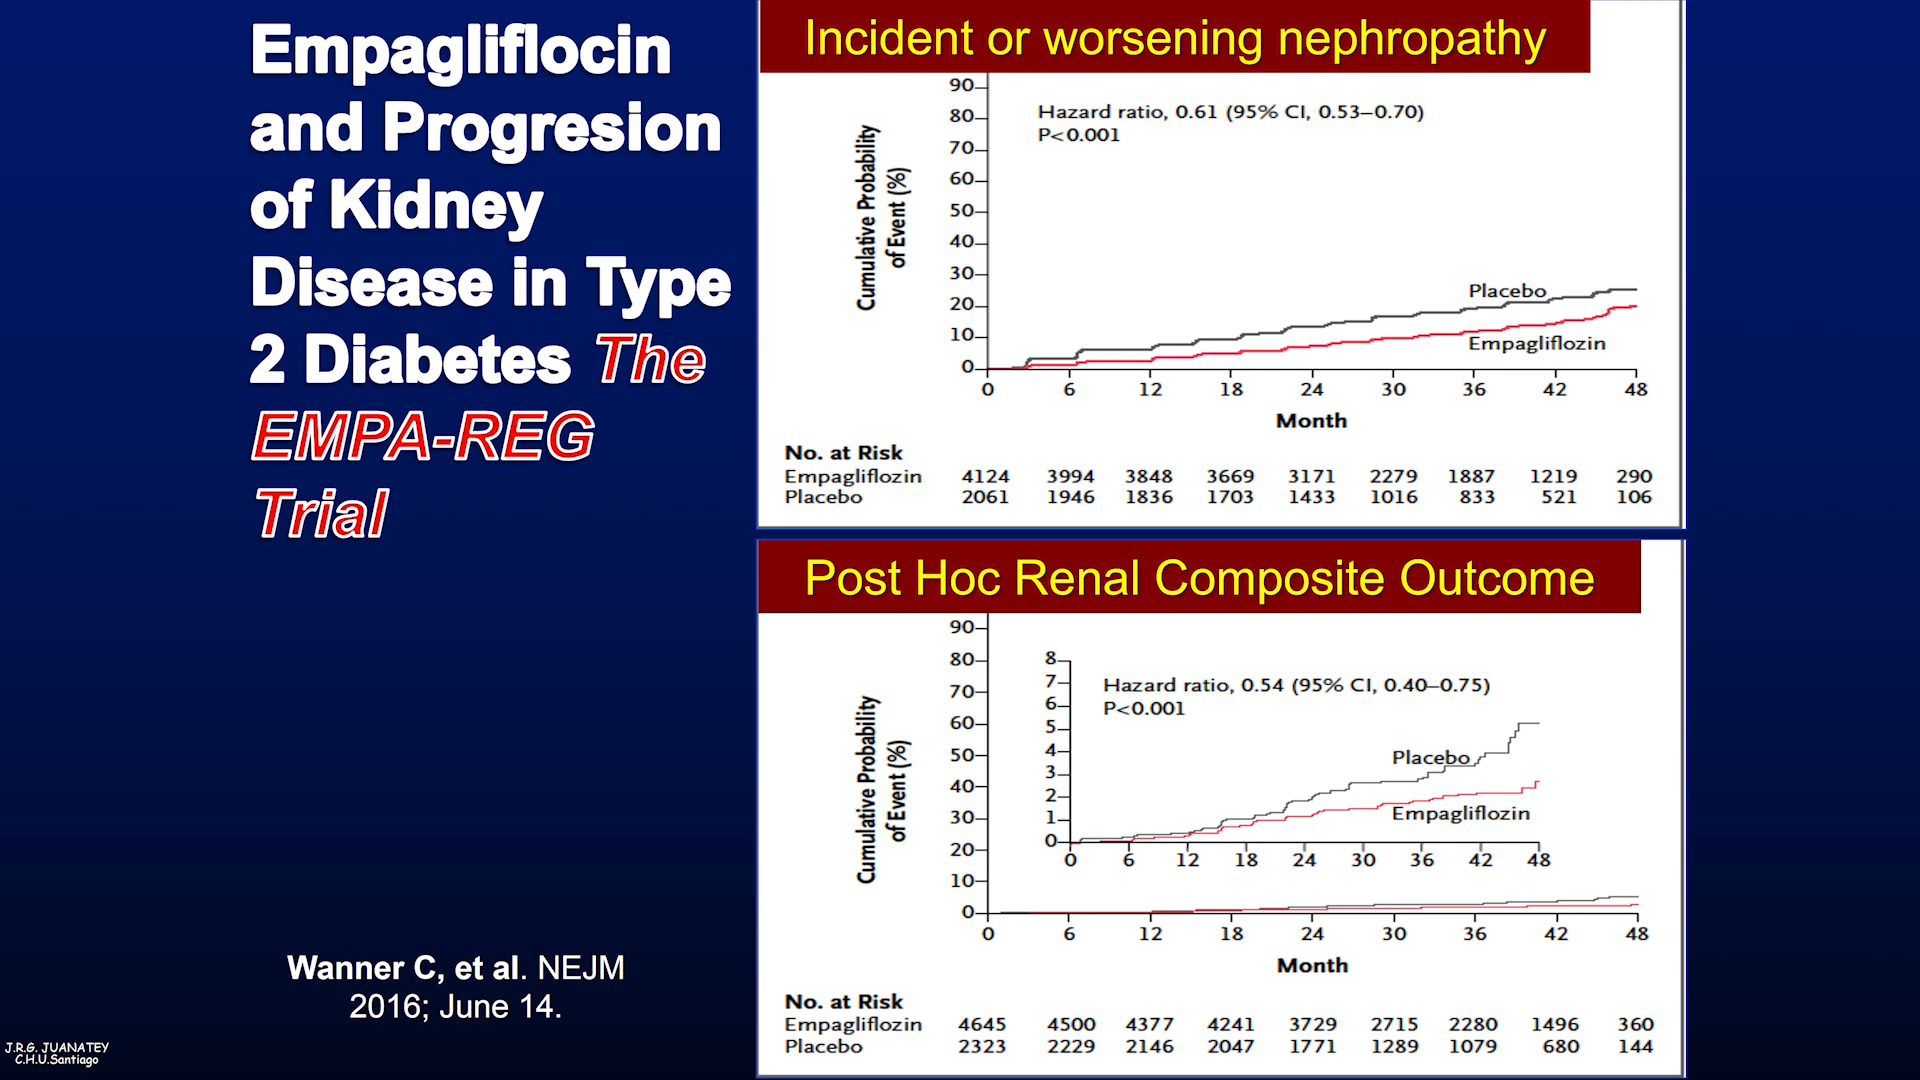 Empagliflocin
and Progresion
of Kidney
Disease in Type
2 Diabetes The
EMPA-REG
Trial
Wanner C, et al. NEJM
2016; June 14.
J.R.G. JUANATEY
C.H.U.Santiago
Incident or worsening nephropathy
90
80
70
60
50
40
30
20
10
0
Cumulative Probability
of Event (%)
Hazard ratio, 0.61 (95% CI, 0.53–0.70)
P<0.001
Placebo
Empagliflozin
0 6 12 18 24 30 36 42 48
Month
No. at Risk
Empagliflozin 4124 3994 3848 3669 3171 2279 1887 1219 290
Placebo 2061 1946 1836 1703 1433 1016 833 521 106
Post Hoc Renal Composite Outcome
90
80
70
60
50
40
30
20
10
0
Cumulative Probability
of Event (%)
8
7
6
5
4
3
2
1
0
Hazard ratio, 0.54 (95% CI, 0.40–0.75)
P<0.001
Placebo
Empagliflozin
0 6 12 18 24 30 36 42 48
0 6 12 18 24 30 36 42 48
Month
No. at Risk
Empagliflozin 4645 4500 4377 4241 3729 2715 2280 1496 360
Placebo 2323 2229 2146 2047 1771 1289 1079 680 144